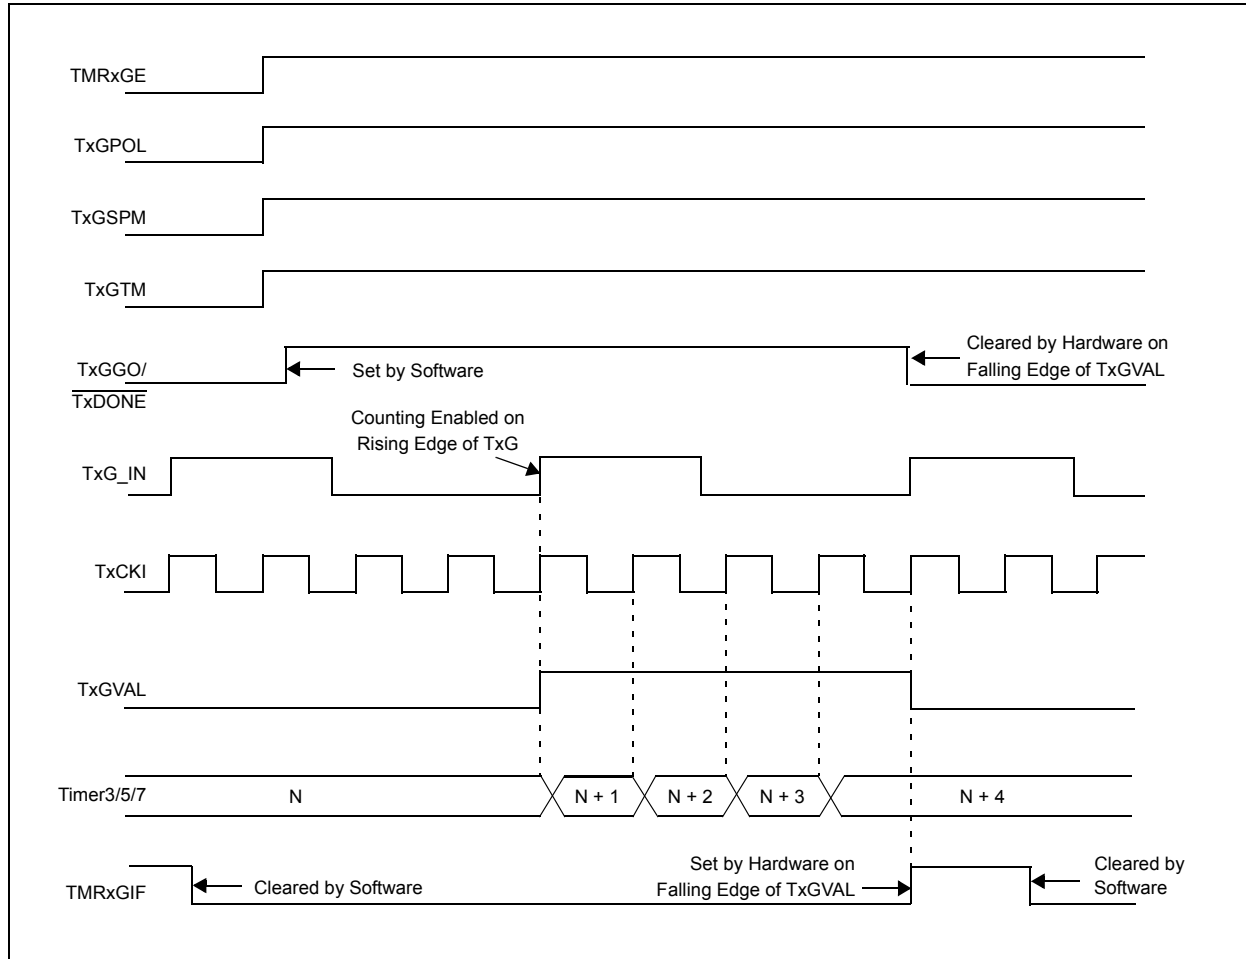 TMRxGE
TxGPOL
TxGSPM
TxGTM
TxGGO/
TxDONE
Set by Software
Cleared by Hardware on
Falling Edge of TxGVAL
Counting Enabled on
Rising Edge of TxG
TxG_IN
TxCKI
TxGVAL
Timer3/5/7
N
N + 1
N + 2
N + 3
N + 4
TMRxGIF
Cleared by Software
Set by Hardware on
Falling Edge of TxGVAL
Cleared by
Software